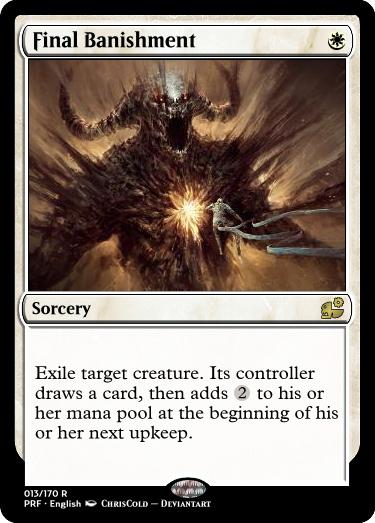 Final Banishment
Sorcery
Exile target creature. Its controller
draws a card, then adds 2 to his or
her mana pool at the beginning of his
or her next upkeep.
013/170 R
PRF • English ChrisCold — Deviantart